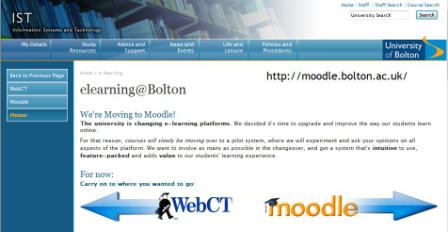 Home | Staff | Staff Search | Course Search
IST
University Search
Search
Information Systems and Technology
My Details
Study Resources
Advice and Support
News and Events
Life and Leisure
Policies and Procedures
University of Bolton
Back to Previous Page
WebCT
Moodle
Home
Home > e-learning
http://moodle.bolton.ac.uk/
elearning@Bolton
We're Moving to Moodle!
The university is changing e-learning platforms. We decided it's time to upgrade and improve the way our students learn
online.
For that reason, courses will slowly be moving over to a pilot system, where we will experiment and ask your opinions on all
aspects of the platform. We want to involve as many as possible in the changeover, and get a system that's intuitive to use,
feature-packed and adds value to our students' learning experience.
For now:
Carry on to where you wanted to go:
WebCT
moodle